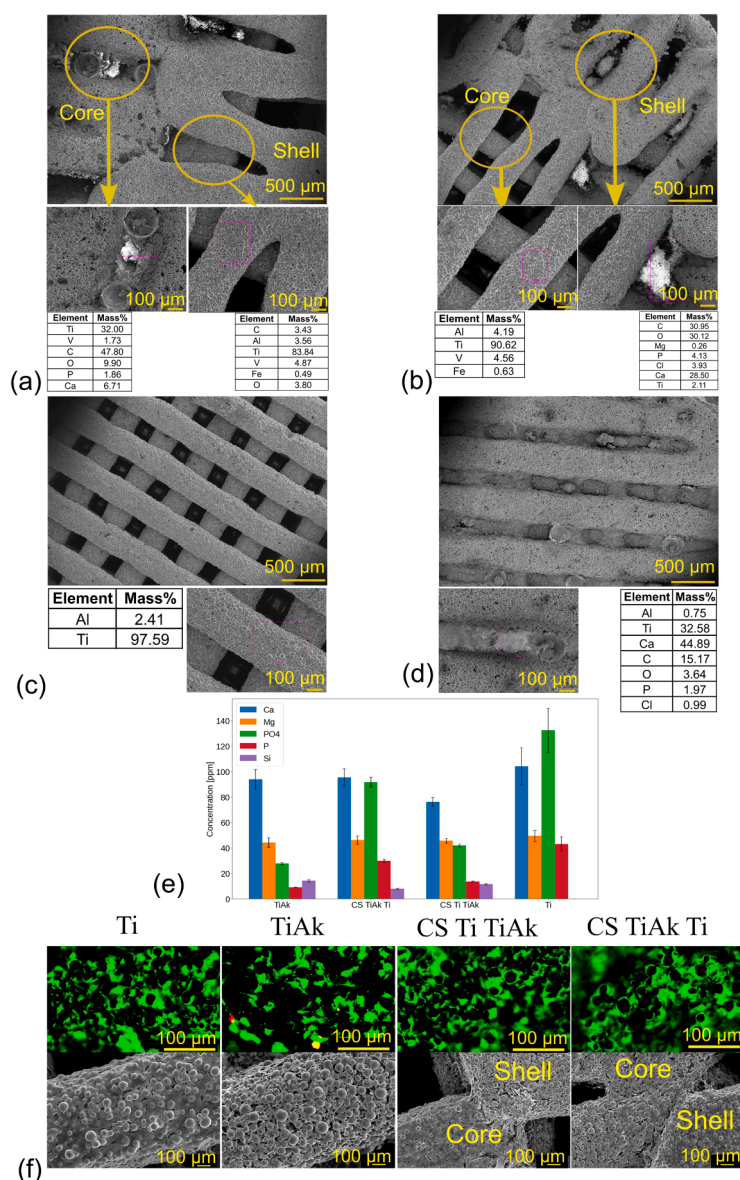 Core
Shell
500 µm
100 µm
100 µm
Element Mass%
Ti 32.00
V 1.73
C 47.80
O 9.90
P 1.86
Ca 6.71
Element Mass%
C 3.43
Al 3.56
Ti 83.84
V 4.87
Fe 0.49
O 3.80
(a)
Core
Shell
500 µm
100 µm
100 µm
Element Mass%
Al 4.19
Ti 90.62
V 4.56
Fe 0.63
Element Mass%
C 30.95
O 30.12
Mg 0.26
P 4.13
Cl 3.93
Ca 28.50
Ti 2.11
(b)
500 µm
Element Mass%
Al 2.41
Ti 97.59
100 µm
(c)
500 µm
100 µm
Element Mass%
Al 0.75
Ti 32.58
Ca 44.89
C 15.17
O 3.64
P 1.97
Cl 0.99
(d)
Ca
Mg
PO4
P
Si
Concentration [ppm]
140
120
100
80
60
40
20
0
TiAk CS TiAk Ti CS Ti TiAk Ti
(e)
Ti TiAk CS Ti TiAk CS TiAk Ti
100 µm 100 µm 100 µm 100 µm
Shell Core
Core Shell
100 µm 100 µm 100 µm 100 µm
(f)